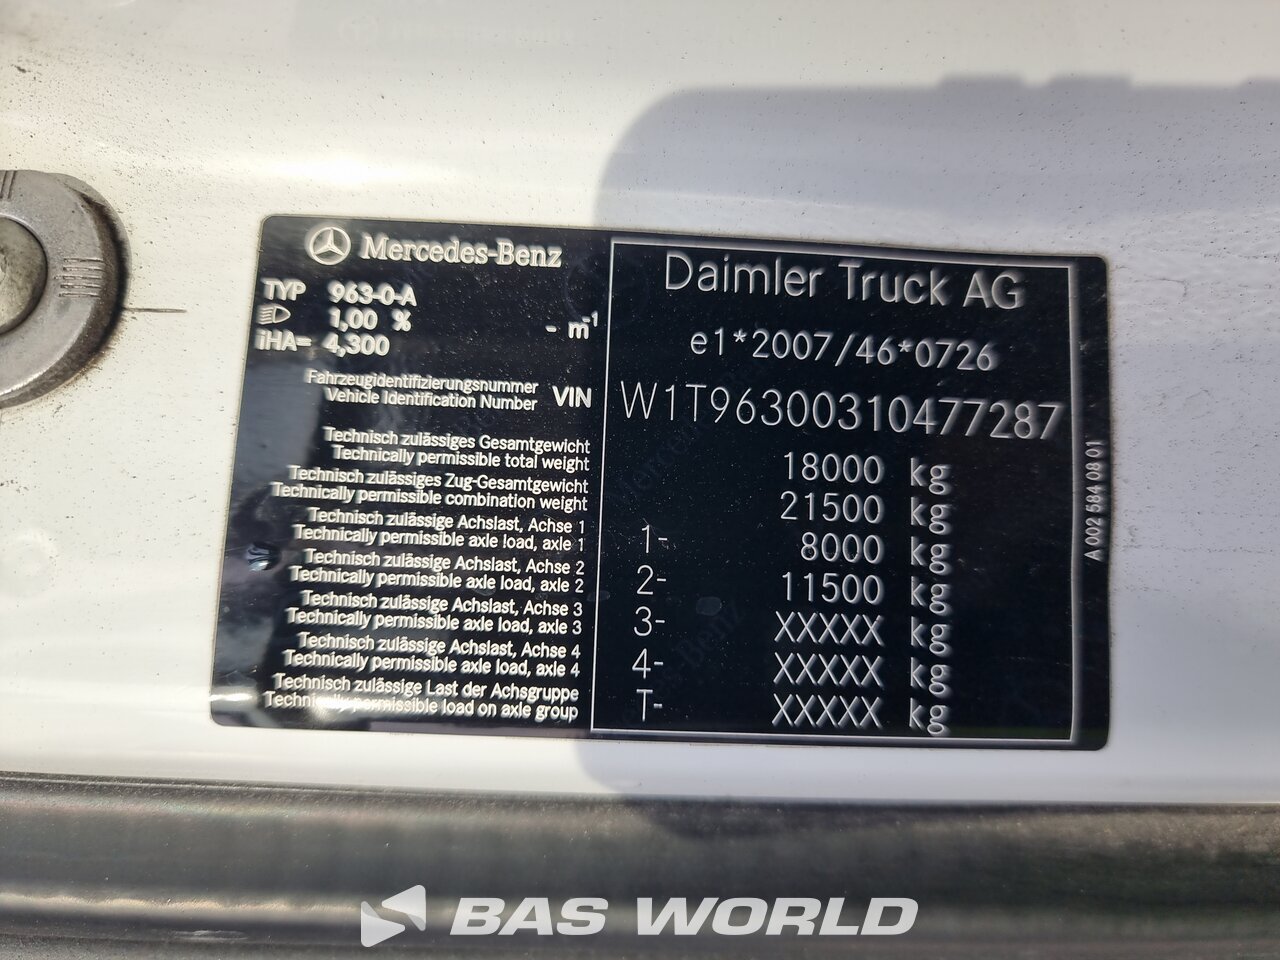 Mercedes-Benz
TYP 963-0-A
1,00 % - m⁻¹
iHA= 4,300
Fahrzeugidentifizierungsnummer
Vehicle Identification Number VIN
Technisch zulässiges Gesamtgewicht
Technically permissible total weight
Technisch zulässiges Zug-Gesamtgewicht
Technically permissible combination weight
Technisch zulässige Achslast, Achse 1
Technically permissible axle load, axle 1
Technisch zulässige Achslast, Achse 2
Technically permissible axle load, axle 2
Technisch zulässige Achslast, Achse 3
Technically permissible axle load, axle 3
Technisch zulässige Achslast, Achse 4
Technically permissible axle load, axle 4
Technisch zulässige Last der Achsgruppe
Technically permissible load on axle group
Daimler Truck AG
e1*2007/46*0726
W1T96300310477287
18000 kg
21500 kg
1- 8000 kg
2- 11500 kg
3- XXXXX kg
4- XXXXX kg
T- XXXXX kg
A 002 584 08 01
BAS WORLD